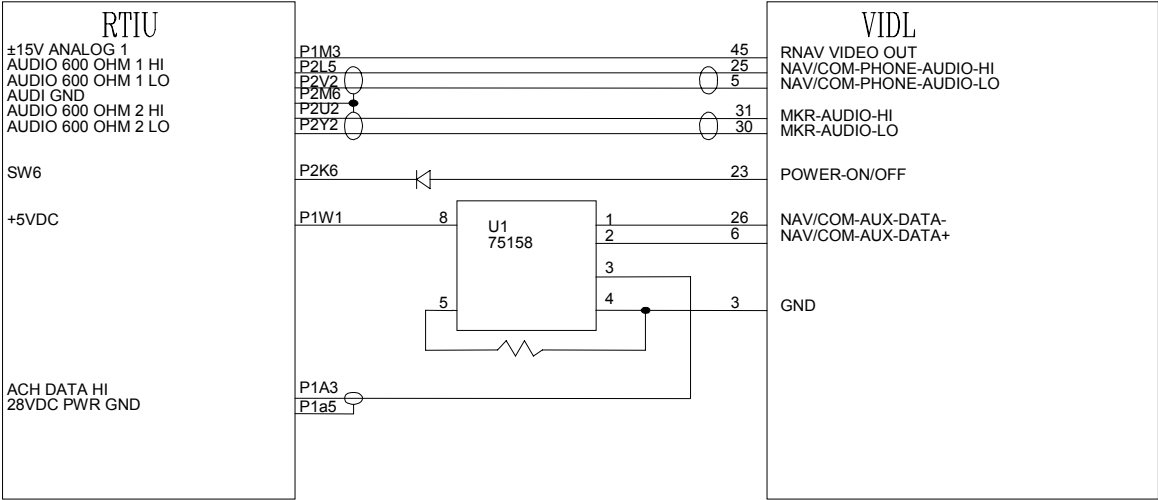 RTIU
VIDL
±15V ANALOG 1
P1M3
45
RNAV VIDEO OUT
AUDIO 600 OHM 1 HI
P2L5
25
NAV/COM-PHONE-AUDIO-HI
AUDIO 600 OHM 1 LO
P2V2
5
NAV/COM-PHONE-AUDIO-LO
AUDI GND
P2M6
AUDIO 600 OHM 2 HI
P2U2
31
MKR-AUDIO-HI
AUDIO 600 OHM 2 LO
P2Y2
30
MKR-AUDIO-LO
SW6
P2K6
23
POWER-ON/OFF
+5VDC
P1W1
8
U1
75158
1
26
NAV/COM-AUX-DATA-
2
6
NAV/COM-AUX-DATA+
3
5
4
3
GND
ACH DATA HI
P1A3
28VDC PWR GND
P1a5